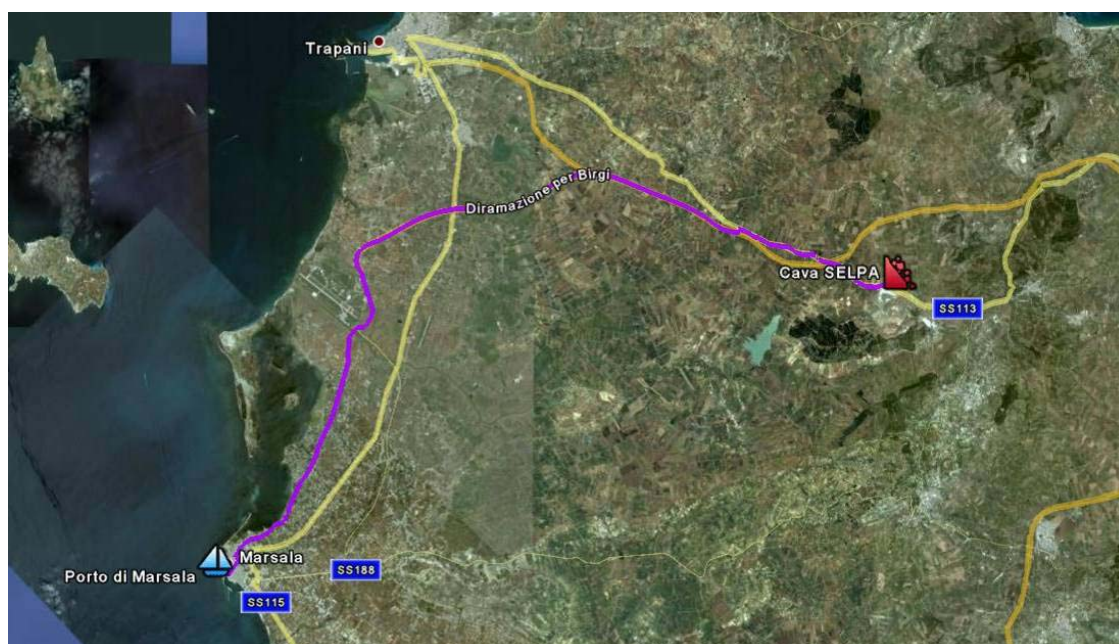 Trapani
Diramazione per Birgi
Cava SELPA
SS113
Marsala
Porto di Marsala
SS188
SS115